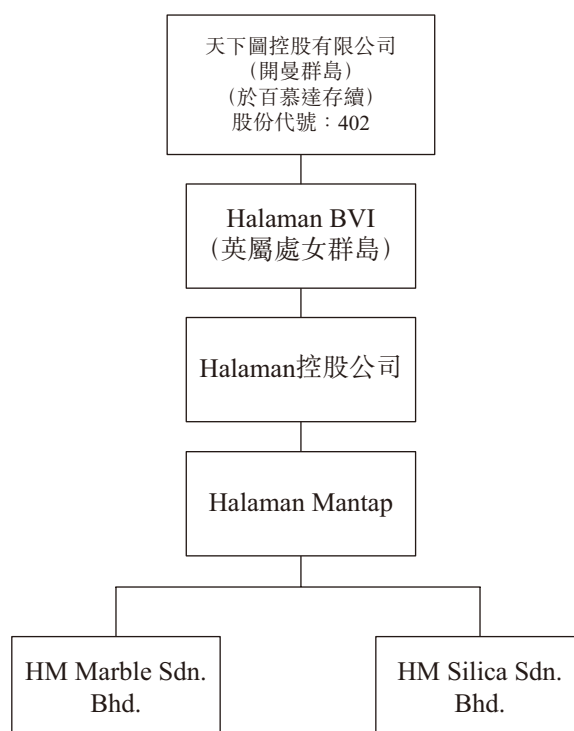 天下圖控股有限公司
（開曼群島）
（於百慕達存續）
股份代號：402
Halaman BVI
（英屬處女群島）
Halaman控股公司
Halaman Mantap
HM Marble Sdn.
Bhd.
HM Silica Sdn.
Bhd.